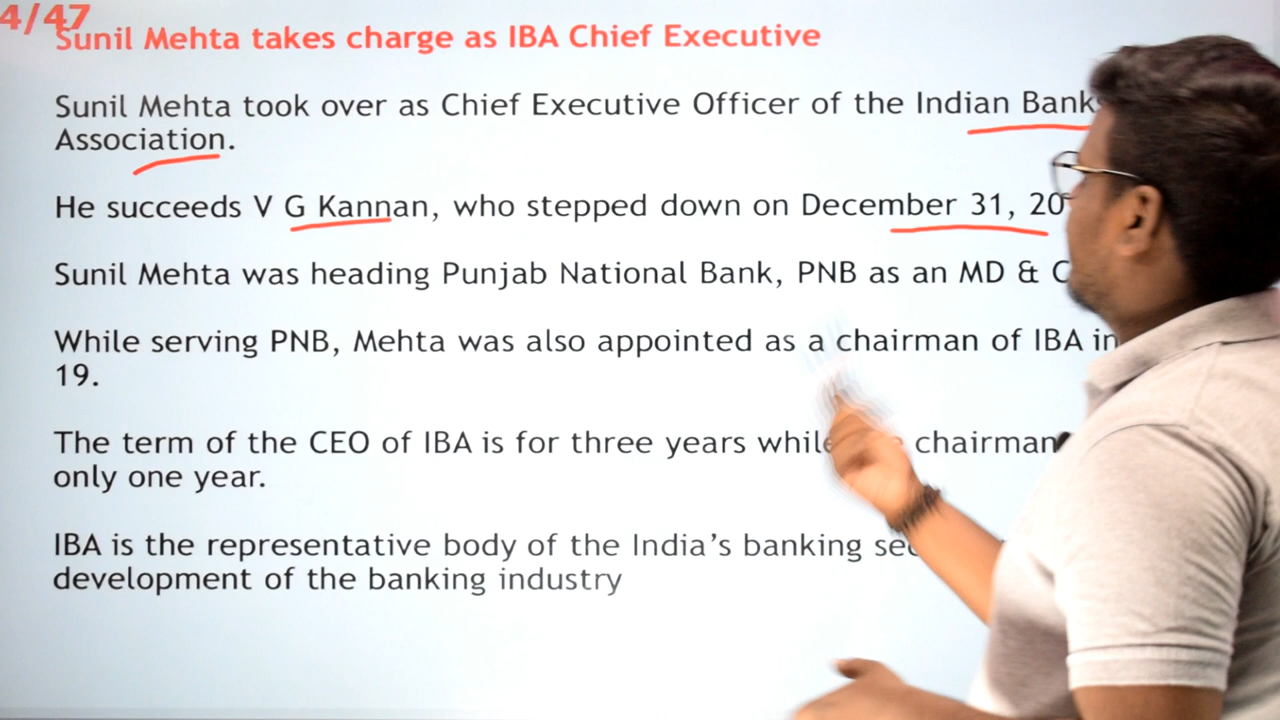 4/47
Sunil Mehta takes charge as IBA Chief Executive
Sunil Mehta took over as Chief Executive Officer of the Indian
Association.
He succeeds V G Kannan, who stepped down on December 31,
Sunil Mehta was heading Punjab National Bank, PNB as an MD &
While serving PNB, Mehta was also appointed as a chairman of IBA in
19.
The term of the CEO of IBA is for three years chairman
only one year.
IBA is the representative body of the India's banking
development of the banking industry